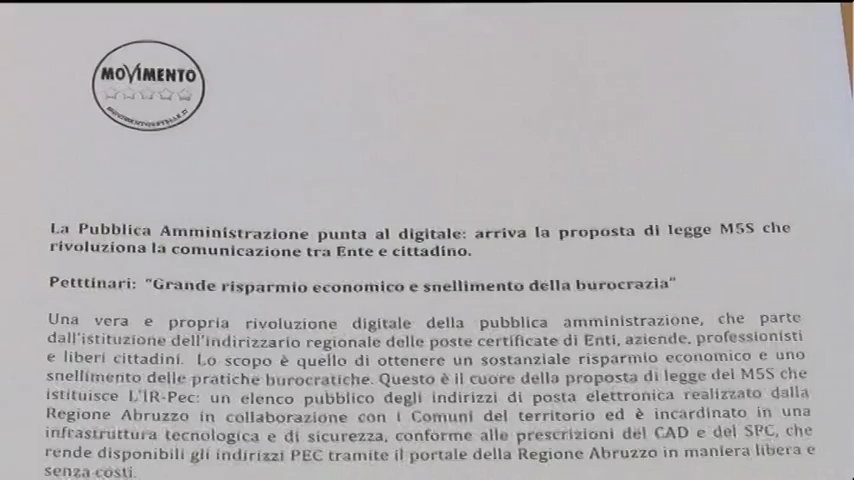 MOVIMENTO
La Pubblica Amministrazione punta al digitale: arriva la proposta di legge M5S che
rivoluziona la comunicazione tra Ente e cittadino.
Petttinari: "Grande risparmio economico e snellimento della burocrazia"
Una vera e propria rivoluzione digitale della pubblica amministrazione, che parte
dall'istituzione dell'indirizzario regionale delle poste certificate di Enti, aziende, professionisti
e liberi cittadini. Lo scopo è quello di ottenere un sostanziale risparmio economico e uno
snellimento delle pratiche burocratiche. Questo è il cuore della proposta di legge del M5S che
istituisce L'IR-Pec: un elenco pubblico degli indirizzi di posta elettronica realizzato dalla
Regione Abruzzo in collaborazione con i Comuni del territorio ed è incardinato in una
infrastruttura tecnologica e di sicurezza, conforme alle prescrizioni del CAD e del SPC, che
rende disponibili gli indirizzi PEC tramite il portale della Regione Abruzzo in maniera libera e
senza costi.